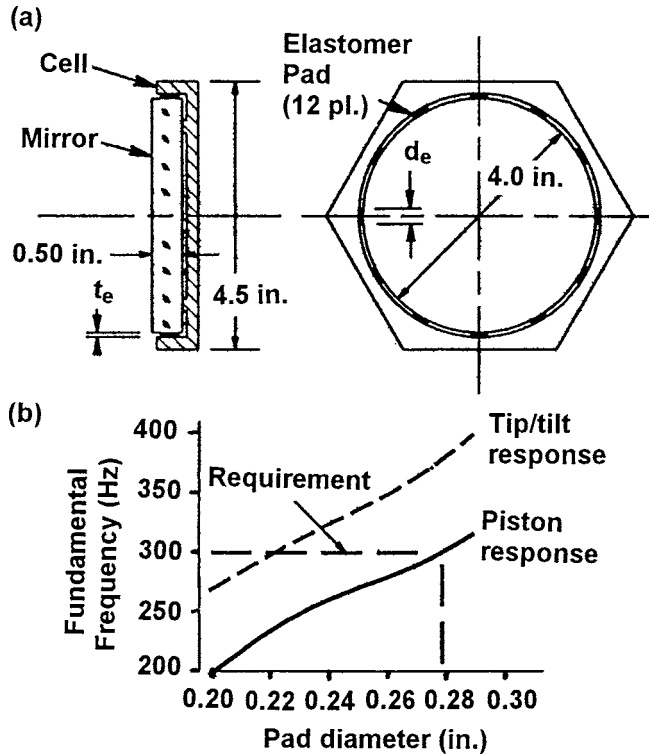 (a)
Cell
Mirror
0.50 in.
tₑ
4.5 in.
Elastomer
Pad
(12 pl.)
dₑ
4.0 in.
(b)
Fundamental
Frequency (Hz)
400
350
300
250
200
Requirement
Tip/tilt
response
Piston
response
0.20 0.22 0.24 0.26 0.28 0.30
Pad diameter (in.)